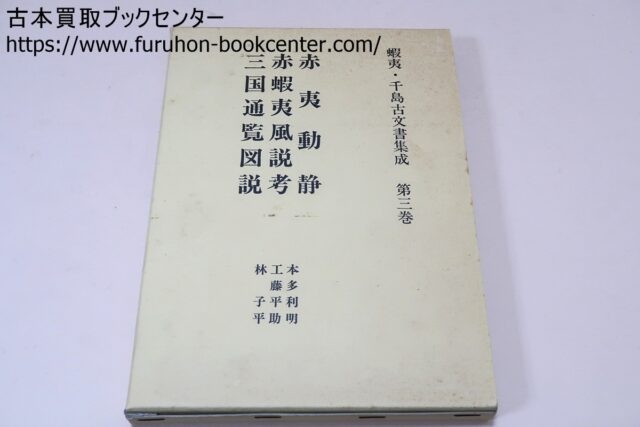 古本買取ブックセンター
https://www.furuhon-bookcenter.com/
蝦夷・千島古文書集成　第三巻
赤夷動静
赤蝦夷風説考
三国通覧図説
本多利明
工藤平助
林子平